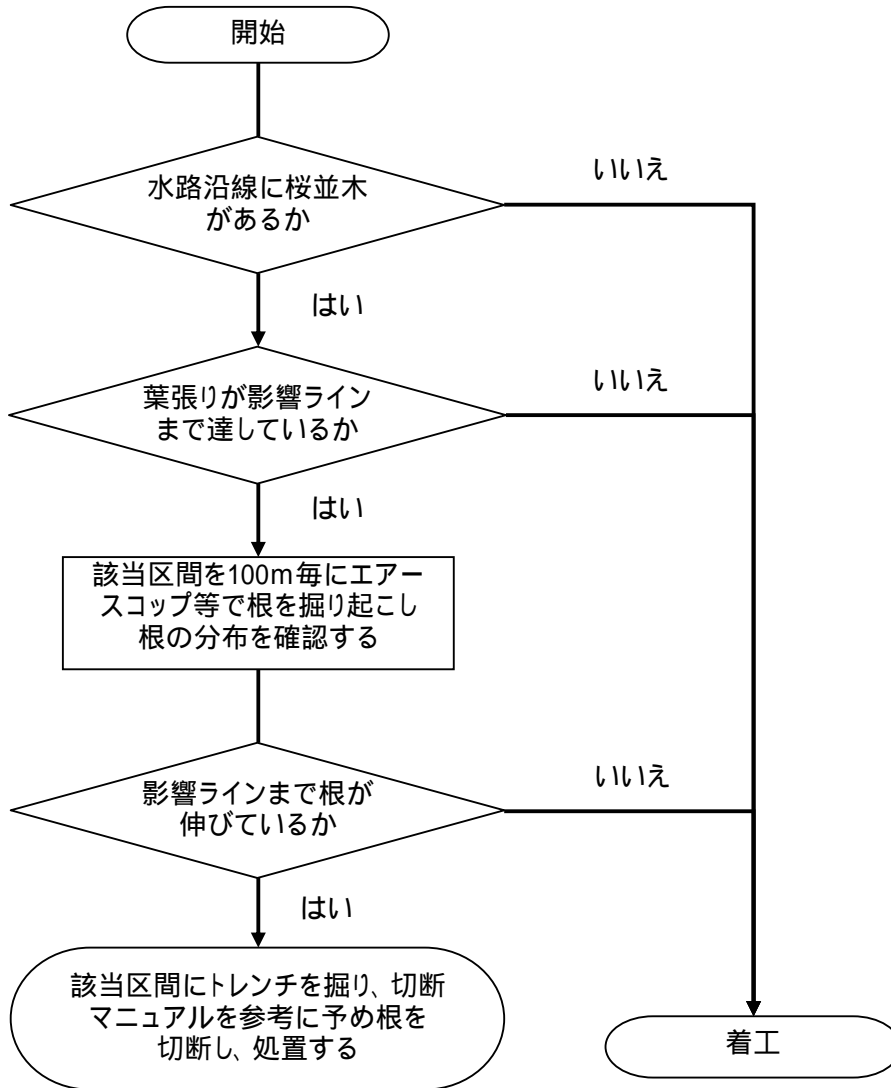 開始
水路沿線に桜並木
があるか
いいえ
はい
葉張りが影響ライン
まで達しているか
いいえ
はい
該当区間を100m毎にエアー
スコップ等で根を掘り起こし
根の分布を確認する
影響ラインまで根が
伸びているか
いいえ
はい
該当区間にトレンチを掘り、切断
マニュアルを参考に予め根を
切断し、処置する
着工